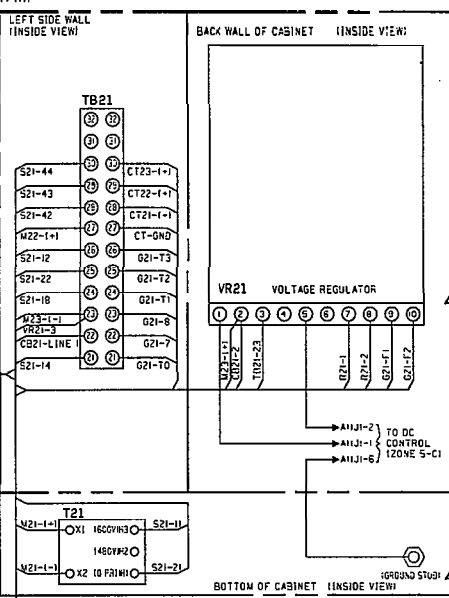 LEFT SIDE WALL
(INSIDE VIEW)
BACK WALL OF CABINET (INSIDE VIEW)
TB21
32 32
31 31
30 30
S21-44
CT23-(+)
29 29
S21-43
CT22-(+)
28 28
S21-42
CT21-(+)
27 27
M22-(+)
CT-GND
26 26
S21-12
G21-T3
25 25
S21-22
G21-T2
24 24
S21-18
G21-T1
23 23
M23-(-)
VR21-3
G21-8
22 22
CB21-LINE 1
G21-7
21 21
S21-14
G21-T0
VR21 VOLTAGE REGULATOR
1 2 3 4 5 6 7 8 9 10
M23-(+)
CB21-2
TB21-23
R21-1
R21-2
G21-F1
G21-F2
A11J1-2
A11J1-1
A11J1-6
TO DC
CONTROL
(ZONE 5-C)
T21
M21-(+)
X1
S21-11
M21-(-)
X2
S21-21
(GROUND STUD)
BOTTOM OF CABINET (INSIDE VIEW)